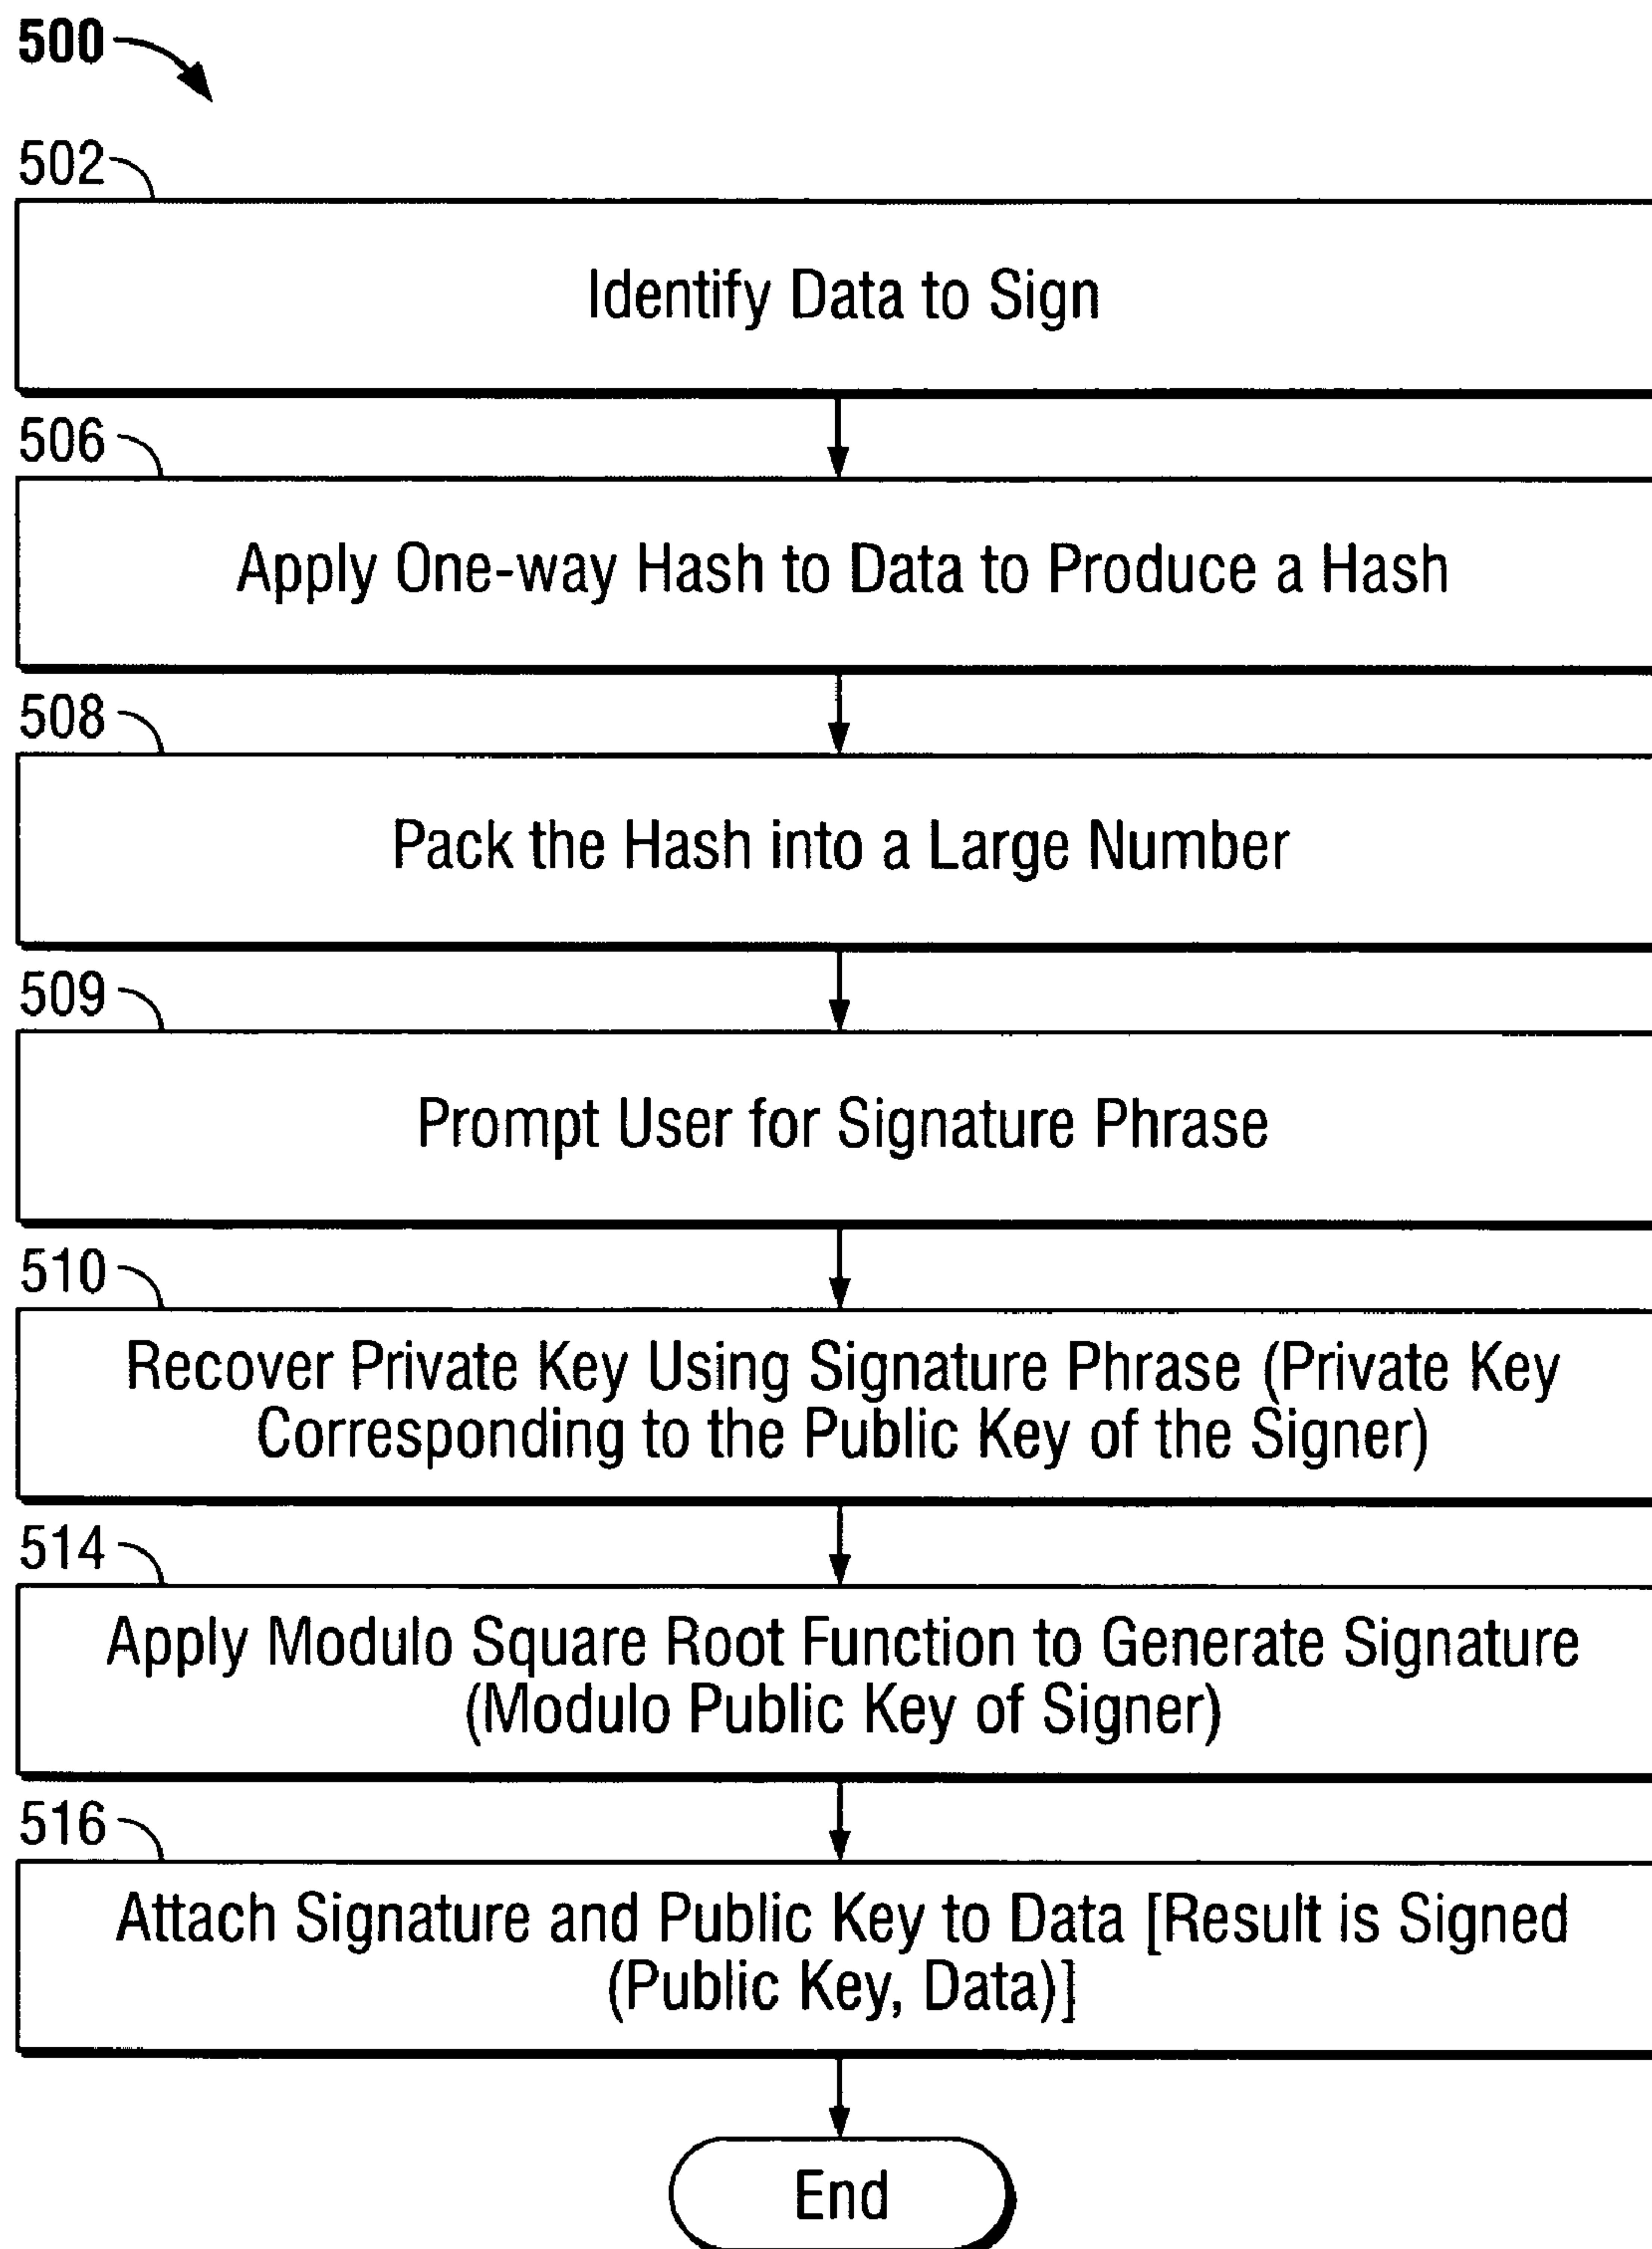 500
502
Identify Data to Sign
506
Apply One-way Hash to Data to Produce a Hash
508
Pack the Hash into a Large Number
509
Prompt User for Signature Phrase
510
Recover Private Key Using Signature Phrase (Private Key
Corresponding to the Public Key of the Signer)
514
Apply Modulo Square Root Function to Generate Signature
(Modulo Public Key of Signer)
516
Attach Signature and Public Key to Data [Result is Signed
(Public Key, Data)]
End